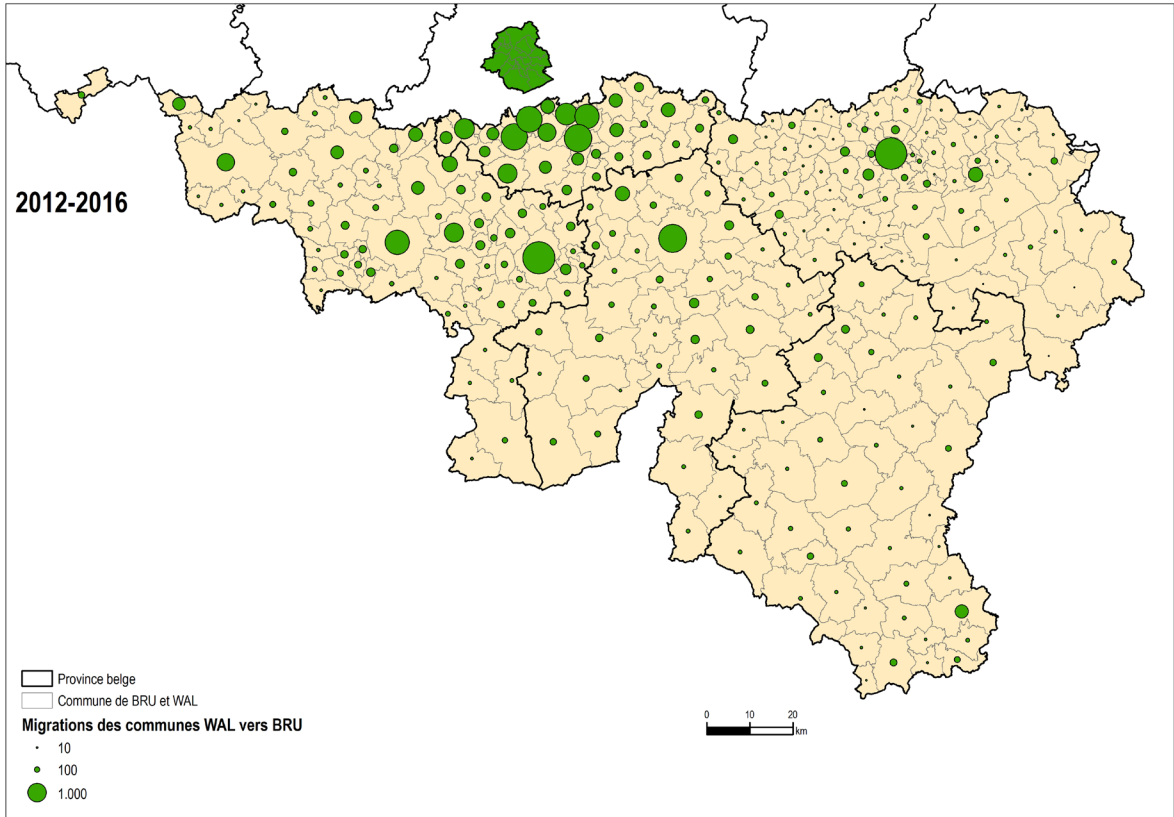 2012-2016
Province belge
Commune de BRU et WAL
Migrations des communes WAL vers BRU
10
100
1.000
0 10 20
km